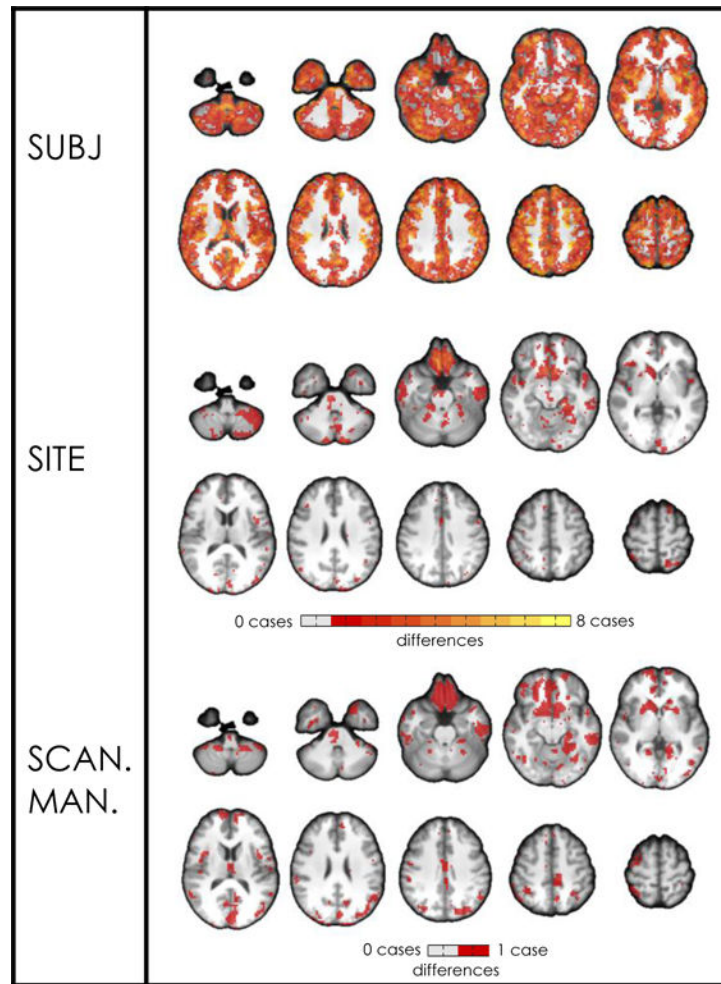 SUBJ
SITE
0 cases 8 cases
differences
SCAN.
MAN.
0 cases 1 case
differences